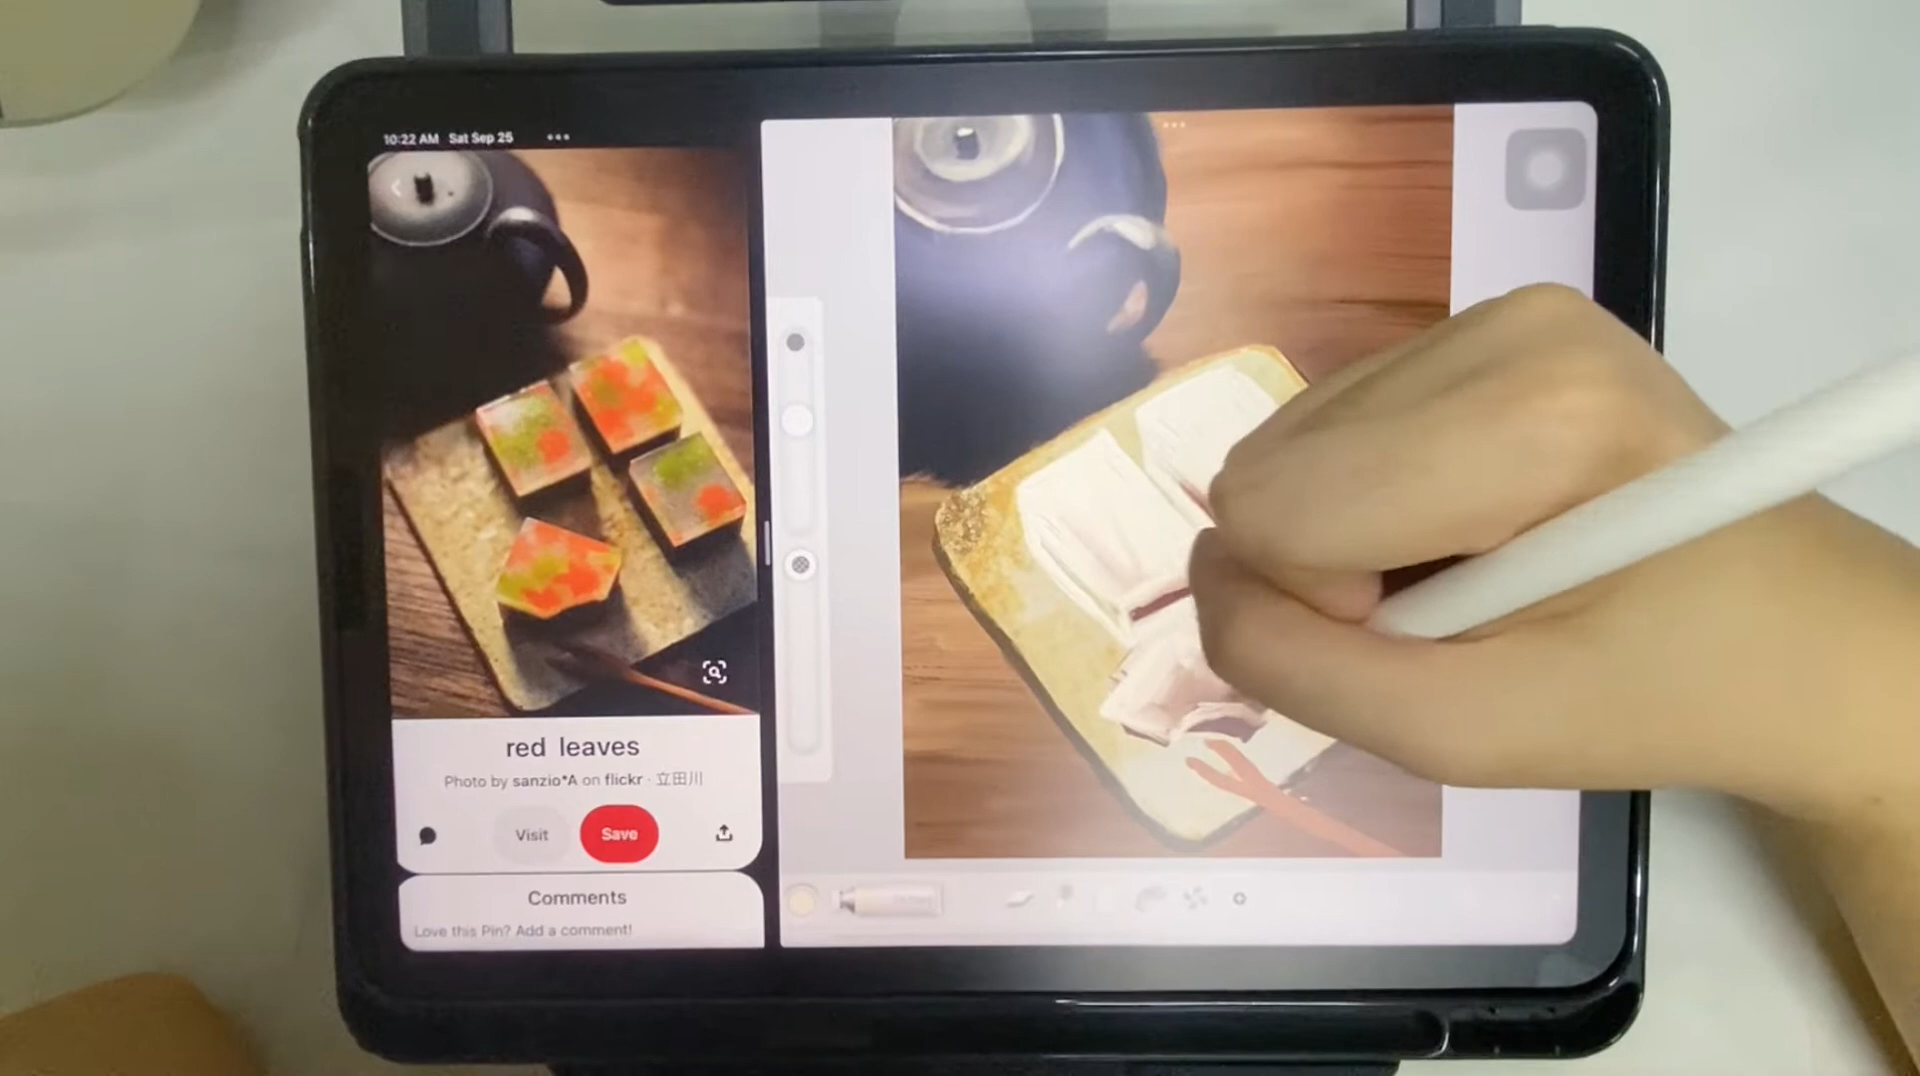 10:22 AM Sat Sep 25
red leaves
Photo by sanzio*A on flickr · 立田川
Visit
Save
Comments
Love this Pin? Add a comment!